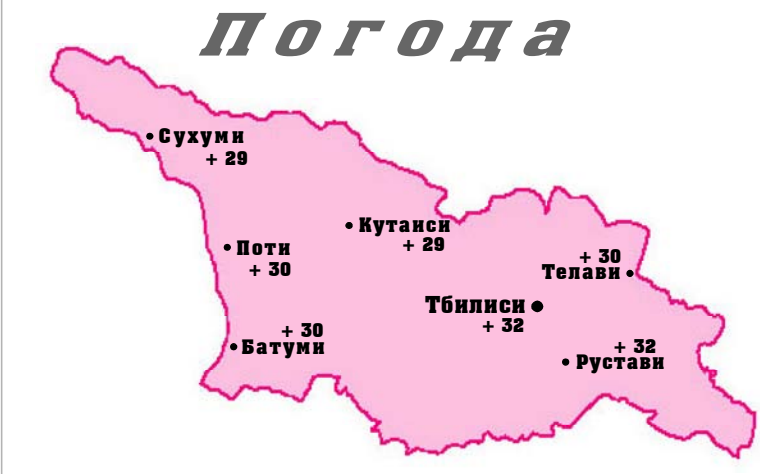 Погода
Сухуми
+ 29
Кутаиси
+ 29
Поти
+ 30
+ 30
Телави
Тбилиси
+ 32
+ 30
Батуми
+ 32
Рустави